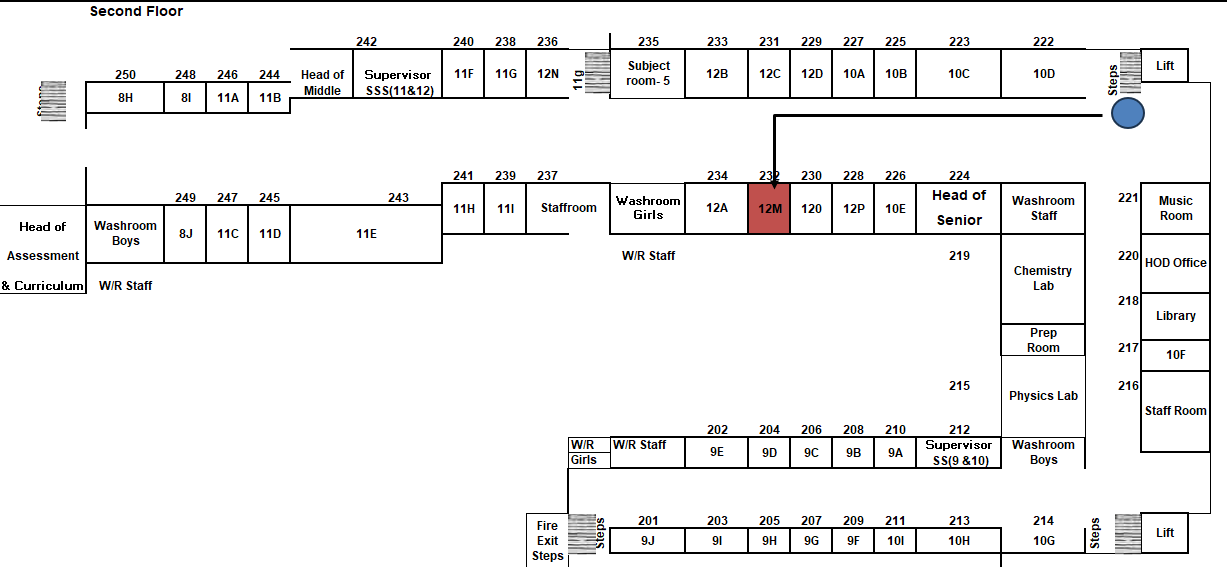 Second Floor
242 240 238 236 235 233 231 229 227 225 223 222
250 248 246 244
Head of
Middle
Supervisor
SSS(11&12)
11F 11G 12N
11g
Subject
room- 5
12B 12C 12D 10A 10B 10C 10D
Steps
Lift
8H 8I 11A 11B
241 239 237 234 232 230 228 226 224
249 247 245 243
221
Head of
Assessment
& Curriculum
Washroom
Boys
8J 11C 11D 11E
11H 11I Staffroom
Washroom
Girls
12A 12M 120 12P 10E
Head of
Senior
Washroom
Staff
Music
Room
W/R Staff
W/R Staff
219
Chemistry
Lab
220
HOD Office
218
Library
Prep
Room
217
10F
215
Physics Lab
216
Staff Room
202 204 206 208 210 212
W/R
Girls
W/R Staff
9E 9D 9C 9B 9A
Supervisor
SS(9 &10)
Washroom
Boys
201 203 205 207 209 211 213 214
Fire
Exit
Steps
Steps
9J 9I 9H 9G 9F 10I 10H 10G
Steps
Lift